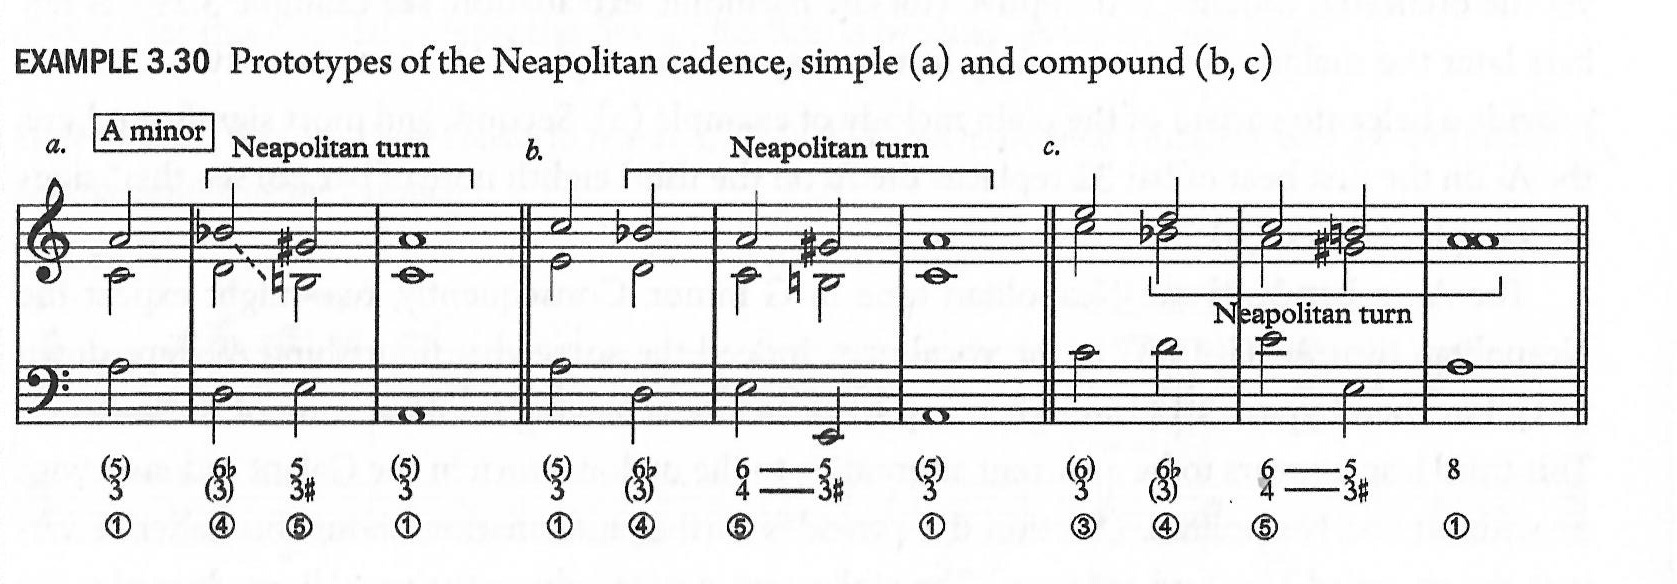 EXAMPLE 3.30 Prototypes of the Neapolitan cadence, simple (a) and compound (b, c)
a. A minor Neapolitan turn b. Neapolitan turn c.
Neapolitan turn
(5) 6♭ 5 (5) (5) 6♭ 6 5 (5) (6) 6♭ 6 5 8
3 (3) 3♯ 3 3 (3) 4 — 3♯ 3 3 (3) 4 — 3♯
① ④ ⑤ ① ① ④ ⑤ ① ③ ④ ⑤ ①